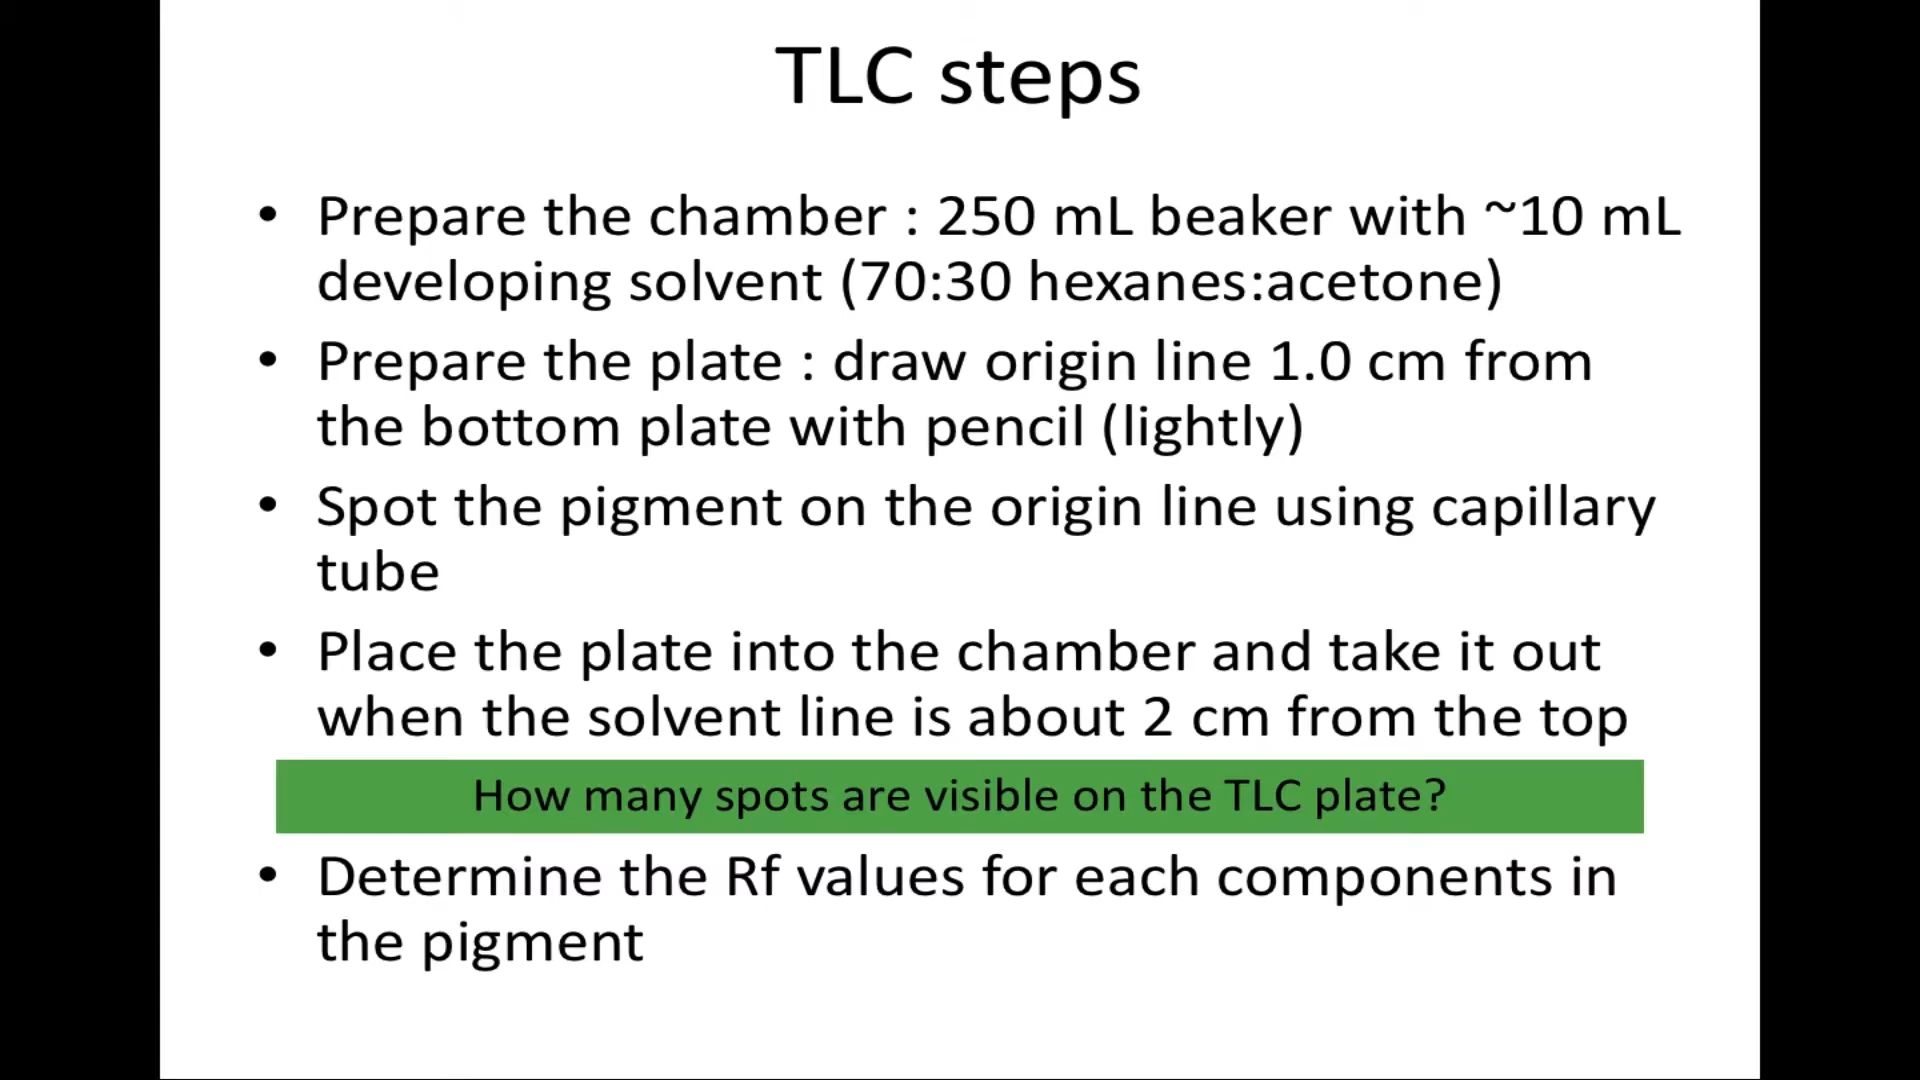 TLC steps
• Prepare the chamber : 250 mL beaker with ~10 mL
developing solvent (70:30 hexanes:acetone)
• Prepare the plate : draw origin line 1.0 cm from
the bottom plate with pencil (lightly)
• Spot the pigment on the origin line using capillary
tube
• Place the plate into the chamber and take it out
when the solvent line is about 2 cm from the top
How many spots are visible on the TLC plate?
• Determine the Rf values for each components in
the pigment